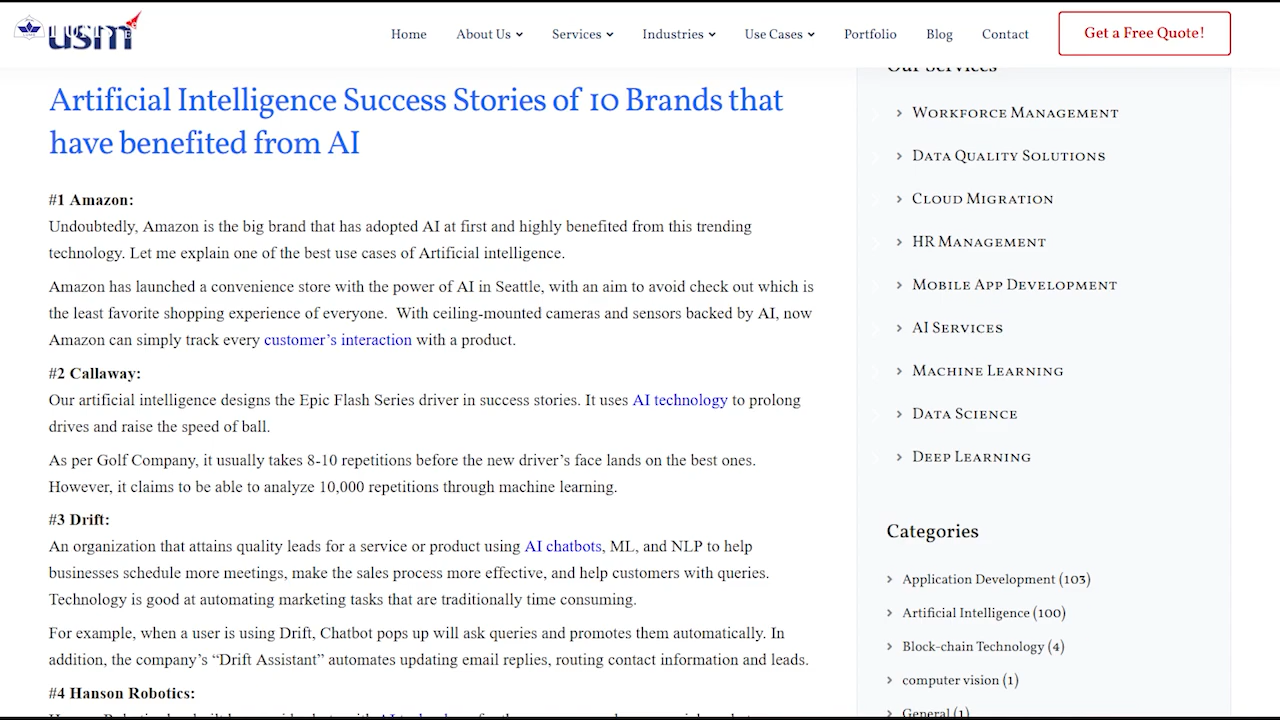 usm
Home
About Us
Services
Industries
Use Cases
Portfolio
Blog
Contact
Get a Free Quote!
Artificial Intelligence Success Stories of 10 Brands that
have benefited from AI
#1 Amazon:
Undoubtedly, Amazon is the big brand that has adopted AI at first and highly benefited from this trending
technology. Let me explain one of the best use cases of Artificial intelligence.
Amazon has launched a convenience store with the power of AI in Seattle, with an aim to avoid check out which is
the least favorite shopping experience of everyone. With ceiling-mounted cameras and sensors backed by AI, now
Amazon can simply track every customer’s interaction with a product.
#2 Callaway:
Our artificial intelligence designs the Epic Flash Series driver in success stories. It uses AI technology to prolong
drives and raise the speed of ball.
As per Golf Company, it usually takes 8-10 repetitions before the new driver’s face lands on the best ones.
However, it claims to be able to analyze 10,000 repetitions through machine learning.
#3 Drift:
An organization that attains quality leads for a service or product using AI chatbots, ML, and NLP to help
businesses schedule more meetings, make the sales process more effective, and help customers with queries.
Technology is good at automating marketing tasks that are traditionally time consuming.
For example, when a user is using Drift, Chatbot pops up will ask queries and promotes them automatically. In
addition, the company’s “Drift Assistant” automates updating email replies, routing contact information and leads.
#4 Hanson Robotics:
Our Services
Workforce Management
Data Quality Solutions
Cloud Migration
HR Management
Mobile App Development
AI Services
Machine Learning
Data Science
Deep Learning
Categories
Application Development (103)
Artificial Intelligence (100)
Block-chain Technology (4)
computer vision (1)
General (1)